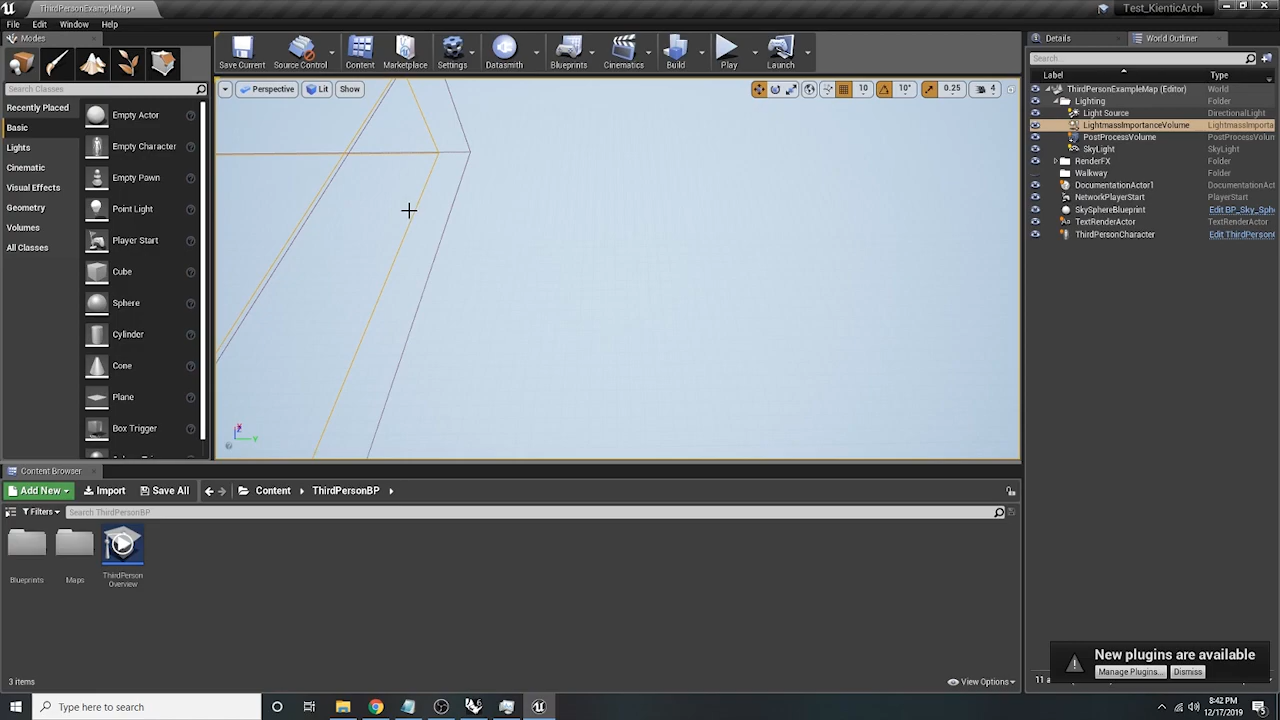 ThirdPersonExampleMap*
Test_KienticArch
File Edit Window Help
Modes
Search Classes
Recently Placed
Basic
Lights
Cinematic
Visual Effects
Geometry
Volumes
All Classes
Empty Actor
Empty Character
Empty Pawn
Point Light
Player Start
Cube
Sphere
Cylinder
Cone
Plane
Box Trigger
Save Current
Source Control
Content
Marketplace
Settings
Datasmith
Blueprints
Cinematics
Build
Play
Launch
Perspective
Lit
Show
10
10°
0.25
4
Y
Details
World Outliner
Search...
Label Type
ThirdPersonExampleMap (Editor) World
Lighting Folder
Light Source DirectionalLight
LightmassImportanceVolume LightmassImporta
PostProcessVolume PostProcessVolum
SkyLight SkyLight
RenderFX Folder
Walkway Folder
DocumentationActor1 DocumentationAct
NetworkPlayerStart PlayerStart
SkySphereBlueprint Edit BP_Sky_Sph
TextRenderActor TextRenderActor
ThirdPersonCharacter Edit ThirdPerson
Content Browser
Add New Import Save All
Content ThirdPersonBP
Filters
Search ThirdPersonBP
Blueprints
Maps
ThirdPerson
Overview
3 items
View Options
New plugins are available
Manage Plugins...
Dismiss
Type here to search
8:42 PM
12/17/2019